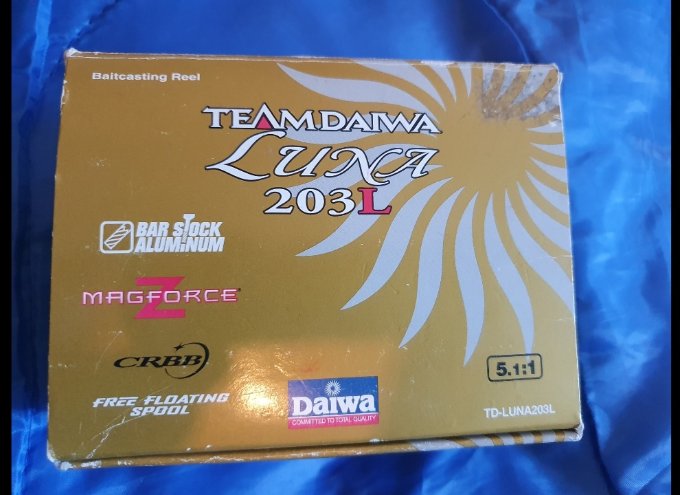 Baitcasting Reel
TEAMDAIWA
LUNA
203L
BAR STOCK
ALUMINUM
MAGFORCE
Z
CRBB
FREE FLOATING
SPOOL
Daiwa
COMMITTED TO TOTAL QUALITY
5.1:1
TD-LUNA203L